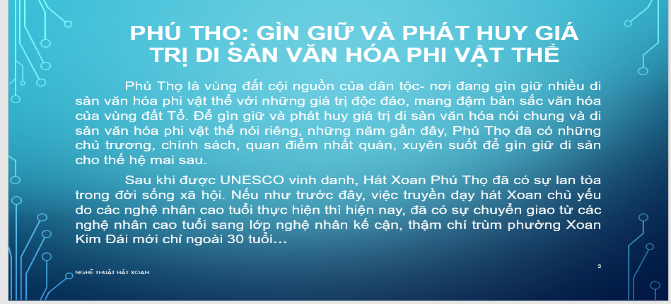 PHÚ THỌ: GÌN GIỮ VÀ PHÁT HUY GIÁ
TRỊ DI SẢN VĂN HÓA PHI VẬT THỂ
Phú Thọ là vùng đất cội nguồn của dân tộc- nơi đang gìn giữ nhiều di
sản văn hóa phi vật thể với những giá trị độc đáo, mang đậm bản sắc văn hóa
của vùng đất Tổ. Để gìn giữ và phát huy giá trị di sản văn hóa nói chung và di
sản văn hóa phi vật thể nói riêng, những năm gần đây, Phú Thọ đã có những
chủ trương, chính sách, quan điểm nhất quán, xuyên suốt để gìn giữ di sản
cho thế hệ mai sau.
Sau khi được UNESCO vinh danh, Hát Xoan Phú Thọ đã có sự lan tỏa
trong đời sống xã hội. Nếu như trước đây, việc truyền dạy hát Xoan chủ yếu
do các nghệ nhân cao tuổi thực hiện thì hiện nay, đã có sự chuyển giao từ các
nghệ nhân cao tuổi sang lớp nghệ nhân kế cận, thậm chí trùm phường Xoan
Kim Đái mới chỉ ngoài 30 tuổi...
NGHỆ THUẬT HÁT XOAN